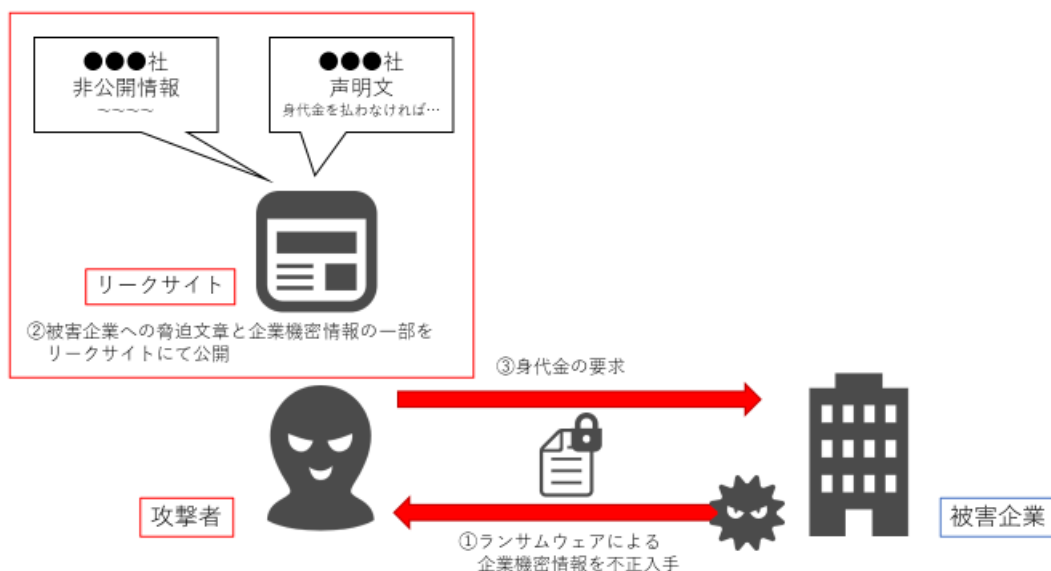 ●●●社
非公開情報
~~~~
●●●社
声明文
身代金を払わなければ…
リークサイト
②被害企業への脅迫文章と企業機密情報の一部を
リークサイトにて公開
③身代金の要求
攻撃者
被害企業
①ランサムウェアによる
企業機密情報を不正入手